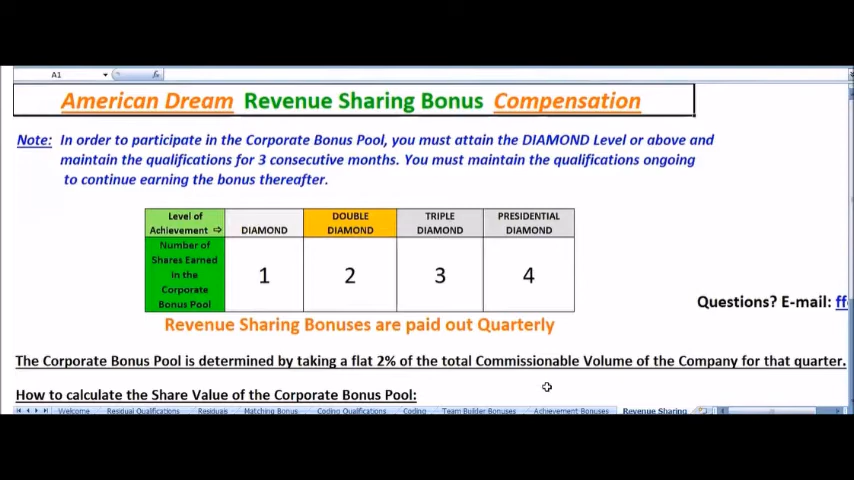 A1
American Dream Revenue Sharing Bonus Compensation
Note: In order to participate in the Corporate Bonus Pool, you must attain the DIAMOND Level or above and
maintain the qualifications for 3 consecutive months. You must maintain the qualifications ongoing
to continue earning the bonus thereafter.
Level of Achievement ⇨ DIAMOND DOUBLE DIAMOND TRIPLE DIAMOND PRESIDENTIAL DIAMOND
Number of Shares Earned in the Corporate Bonus Pool 1 2 3 4
Questions? E-mail:
Revenue Sharing Bonuses are paid out Quarterly
The Corporate Bonus Pool is determined by taking a flat 2% of the total Commissionable Volume of the Company for that quarter.
How to calculate the Share Value of the Corporate Bonus Pool:
Welcome Residual Qualifications Residuals Matching Bonus Coding Qualifications Coding Team Builder Bonuses Achievement Bonuses Revenue Sharing